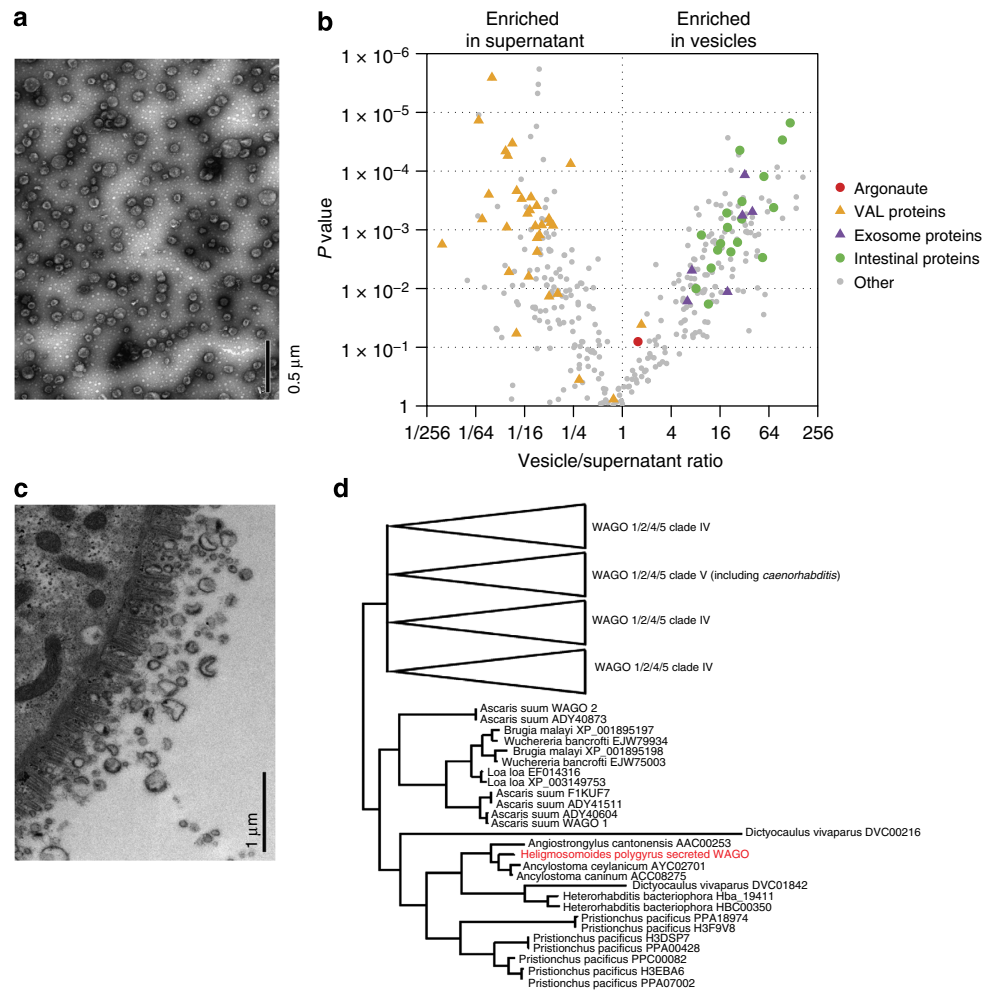 a
0.5 µm
b
Enriched
in supernatant
Enriched
in vesicles
1 × 10⁻⁶
1 × 10⁻⁵
1 × 10⁻⁴
1 × 10⁻³
1 × 10⁻²
1 × 10⁻¹
1
P value
1/256 1/64 1/16 1/4 1 4 16 64 256
Vesicle/supernatant ratio
Argonaute
VAL proteins
Exosome proteins
Intestinal proteins
Other
c
1 µm
d
WAGO 1/2/4/5 clade IV
WAGO 1/2/4/5 clade V (including caenorhabditis)
WAGO 1/2/4/5 clade IV
WAGO 1/2/4/5 clade IV
Ascaris suum WAGO 2
Ascaris suum ADY40873
Brugia malayi XP_001895197
Wuchereria bancrofti EJW79934
Brugia malayi XP_001895198
Wuchereria bancrofti EJW75003
Loa loa EF014316
Loa loa XP_003149753
Ascaris suum F1KUF7
Ascaris suum ADY41511
Ascaris suum ADY40604
Ascaris suum WAGO 1
Dictyocaulus vivaparus DVC00216
Angiostrongylus cantonensis AAC00253
Heligmosomoides polygyrus secreted WAGO
Ancylostoma ceylanicum AYC02701
Ancylostoma caninum ACC08275
Dictyocaulus vivaparus DVC01842
Heterorhabditis bacteriophora Hba_19411
Heterorhabditis bacteriophora HBC00350
Pristionchus pacificus PPA18974
Pristionchus pacificus H3F9V8
Pristionchus pacificus H3DSP7
Pristionchus pacificus PPA00428
Pristionchus pacificus PPC00082
Pristionchus pacificus H3EBA6
Pristionchus pacificus PPA07002